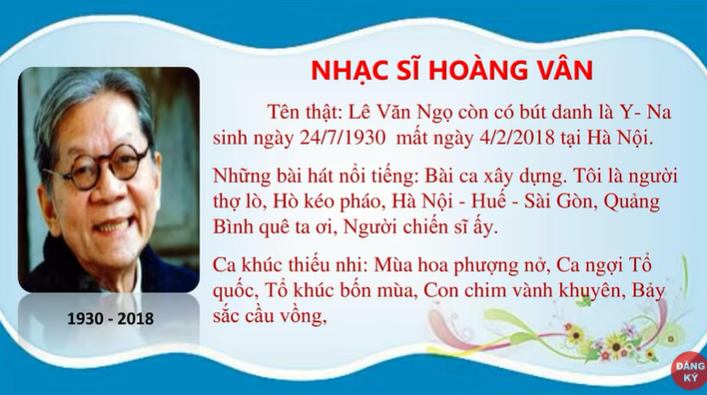 NHẠC SĨ HOÀNG VÂN
Tên thật: Lê Văn Ngọ còn có bút danh là Y- Na
sinh ngày 24/7/1930 mất ngày 4/2/2018 tại Hà Nội.
Những bài hát nổi tiếng: Bài ca xây dựng. Tôi là người
thợ lò, Hò kéo pháo, Hà Nội - Huế - Sài Gòn, Quảng
Bình quê ta ơi, Người chiến sĩ ấy.
Ca khúc thiếu nhi: Mùa hoa phượng nở, Ca ngợi Tổ
quốc, Tổ khúc bốn mùa, Con chim vành khuyên, Bảy
sắc cầu vồng,
1930 - 2018
ĐĂNG
KÝ